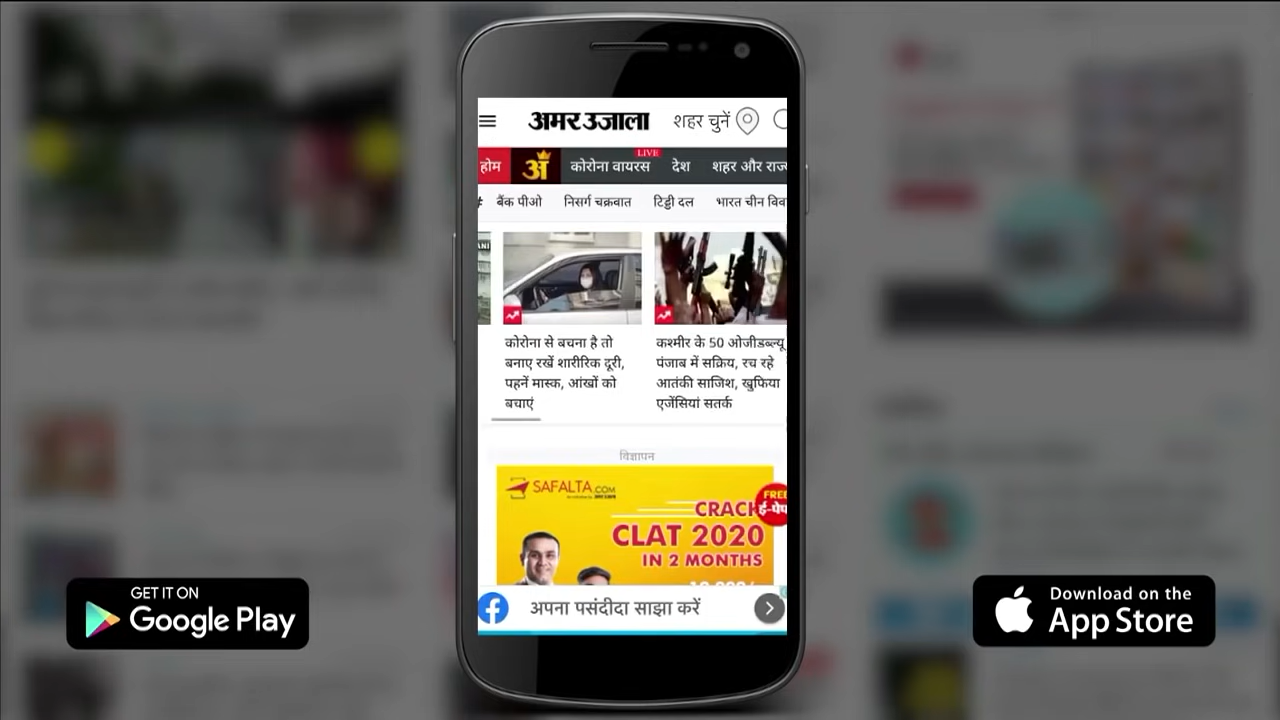 अमर उजाला शहर चुनें
होम अ कोरोना वायरस LIVE देश शहर और राज्
# बैंक पीओ निसर्ग चक्रवात टिड्डी दल भारत चीन विवा
कोरोना से बचना है तो
बनाए रखें शारीरिक दूरी,
पहनें मास्क, आंखों को
बचाएं
कश्मीर के 50 ओजीडब्ल्यू
पंजाब में सक्रिय, रच रहे
आतंकी साजिश, खुफिया
एजेंसियां सतर्क
विज्ञापन
SAFALTA.COM
CRACK
CLAT 2020
IN 2 MONTHS
FREE
ई-पेप
अपना पसंदीदा साझा करें
GET IT ON
Google Play
Download on the
App Store